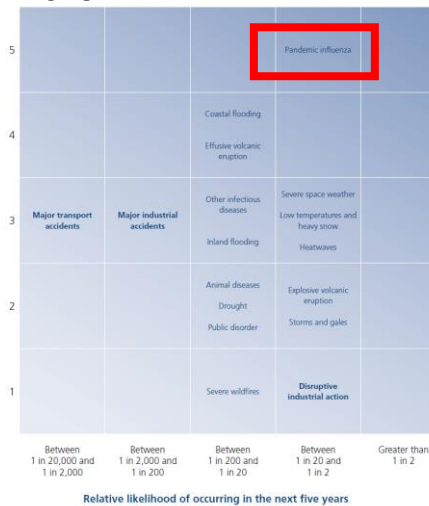 5
Pandemic influenza
4
Coastal flooding
Effusive volcanic
eruption
3
Major transport
accidents
Major industrial
accidents
Other infectious
diseases
Inland flooding
Severe space weather
Low temperatures and
heavy snow
Heatwaves
2
Animal diseases
Drought
Public disorder
Explosive volcanic
eruption
Storms and gales
1
Severe wildfires
Disruptive
industrial action
Between
1 in 20,000 and
1 in 2,000
Between
1 in 2,000 and
1 in 200
Between
1 in 200 and
1 in 20
Between
1 in 20 and
1 in 2
Greater than
1 in 2
Relative likelihood of occurring in the next five years